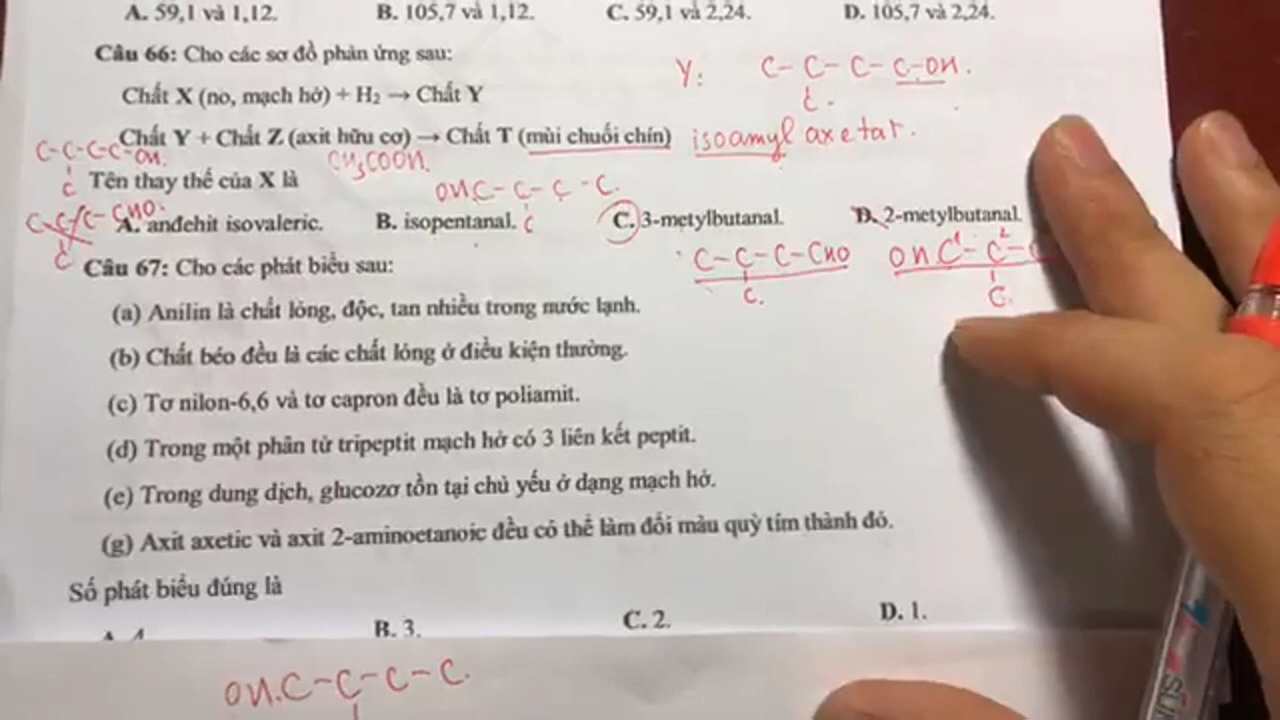 A. 59,1 và 1,12. B. 105,7 và 1,12. C. 59,1 và 2,24. D. 105,7 và 2,24.
Câu 66: Cho các sơ đồ phản ứng sau:
Y: C-C-C-C-OH.
C.
Chất X (no, mạch hở) + H₂ → Chất Y
Chất Y + Chất Z (axit hữu cơ) → Chất T (mùi chuối chín) isoamyl axetat.
C-C-C-C-OH. CH₃COOH.
C
Tên thay thế của X là
OHC-C-C-C.
C
C-C-C-CHO.
C
A. anđehit isovaleric. B. isopentanal. C. 3-metylbutanal. D. 2-metylbutanal.
C-C-C-CHO OHC¹-C²-C
C. C.
Câu 67: Cho các phát biểu sau:
(a) Anilin là chất lỏng, độc, tan nhiều trong nước lạnh.
(b) Chất béo đều là các chất lỏng ở điều kiện thường.
(c) Tơ nilon-6,6 và tơ capron đều là tơ poliamit.
(d) Trong một phân tử tripeptit mạch hở có 3 liên kết peptit.
(e) Trong dung dịch, glucozơ tồn tại chủ yếu ở dạng mạch hở.
(g) Axit axetic và axit 2-aminoetanoic đều có thể làm đổi màu quỳ tím thành đỏ.
Số phát biểu đúng là
A. 4 B. 3. C. 2. D. 1.
OHC-C-C-C.